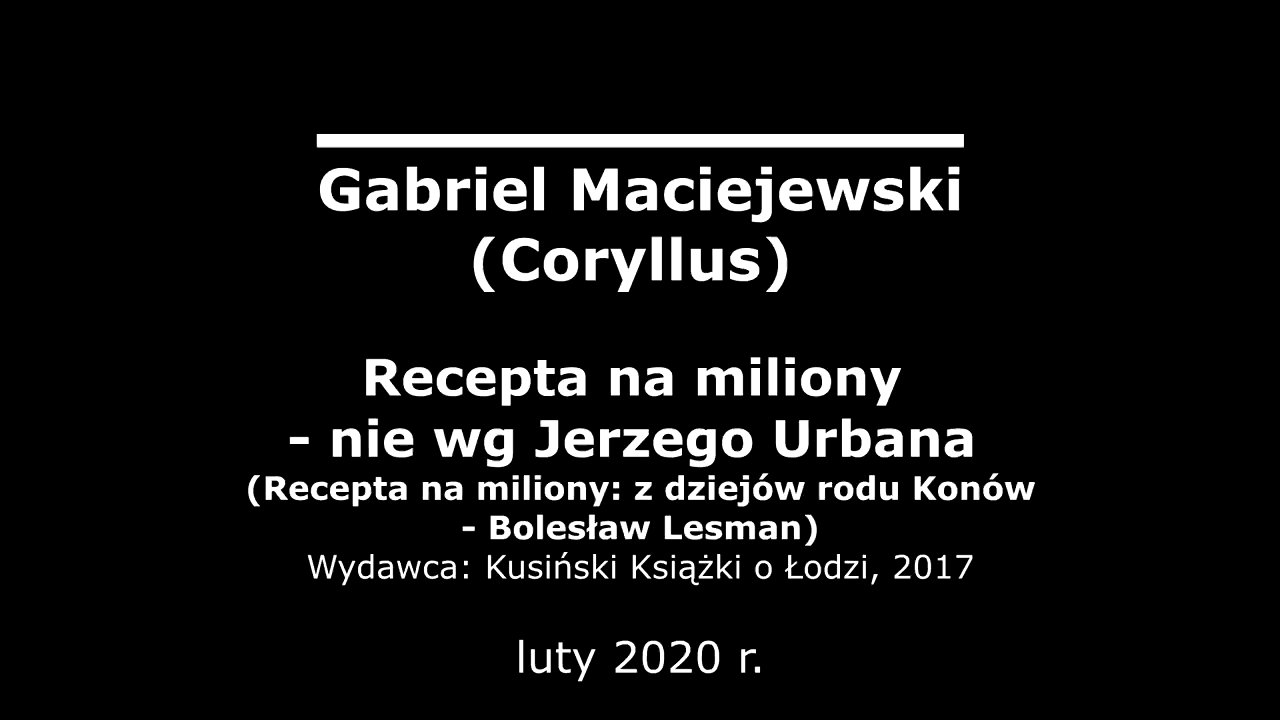 Gabriel Maciejewski
(Coryllus)
Recepta na miliony
- nie wg Jerzego Urbana
(Recepta na miliony: z dziejów rodu Konów
- Bolesław Lesman)
Wydawca: Kusiński Książki o Łodzi, 2017
luty 2020 r.